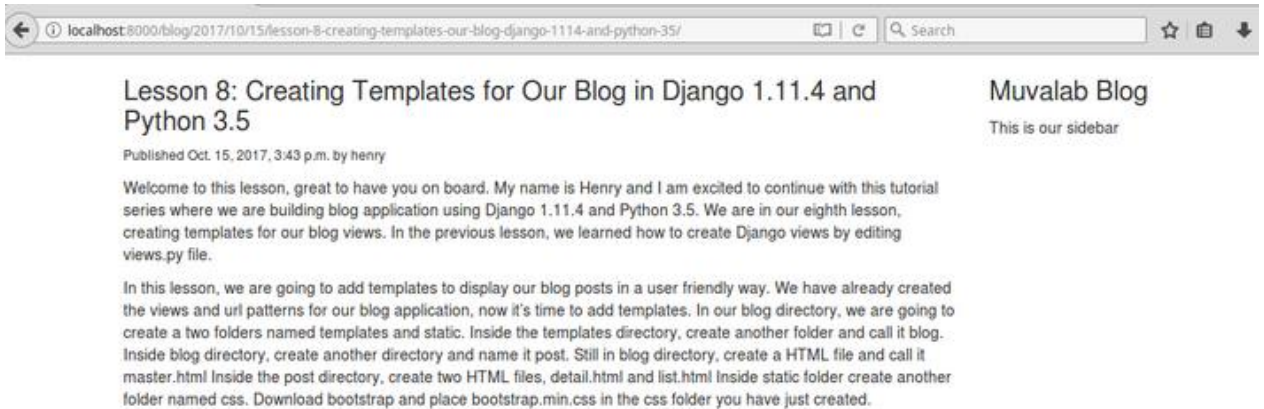 localhost:8000/blog/2017/10/15/lesson-8-creating-templates-our-blog-django-1114-and-python-35/
Search
Lesson 8: Creating Templates for Our Blog in Django 1.11.4 and
Python 3.5
Published Oct. 15, 2017, 3:43 p.m. by henry
Welcome to this lesson, great to have you on board. My name is Henry and I am excited to continue with this tutorial
series where we are building blog application using Django 1.11.4 and Python 3.5. We are in our eighth lesson,
creating templates for our blog views. In the previous lesson, we learned how to create Django views by editing
views.py file.
In this lesson, we are going to add templates to display our blog posts in a user friendly way. We have already created
the views and url patterns for our blog application, now it's time to add templates. In our blog directory, we are going to
create a two folders named templates and static. Inside the templates directory, create another folder and call it blog.
Inside blog directory, create another directory and name it post. Still in blog directory, create a HTML file and call it
master.html Inside the post directory, create two HTML files, detail.html and list.html Inside static folder create another
folder named css. Download bootstrap and place bootstrap.min.css in the css folder you have just created.
Muvalab Blog
This is our sidebar